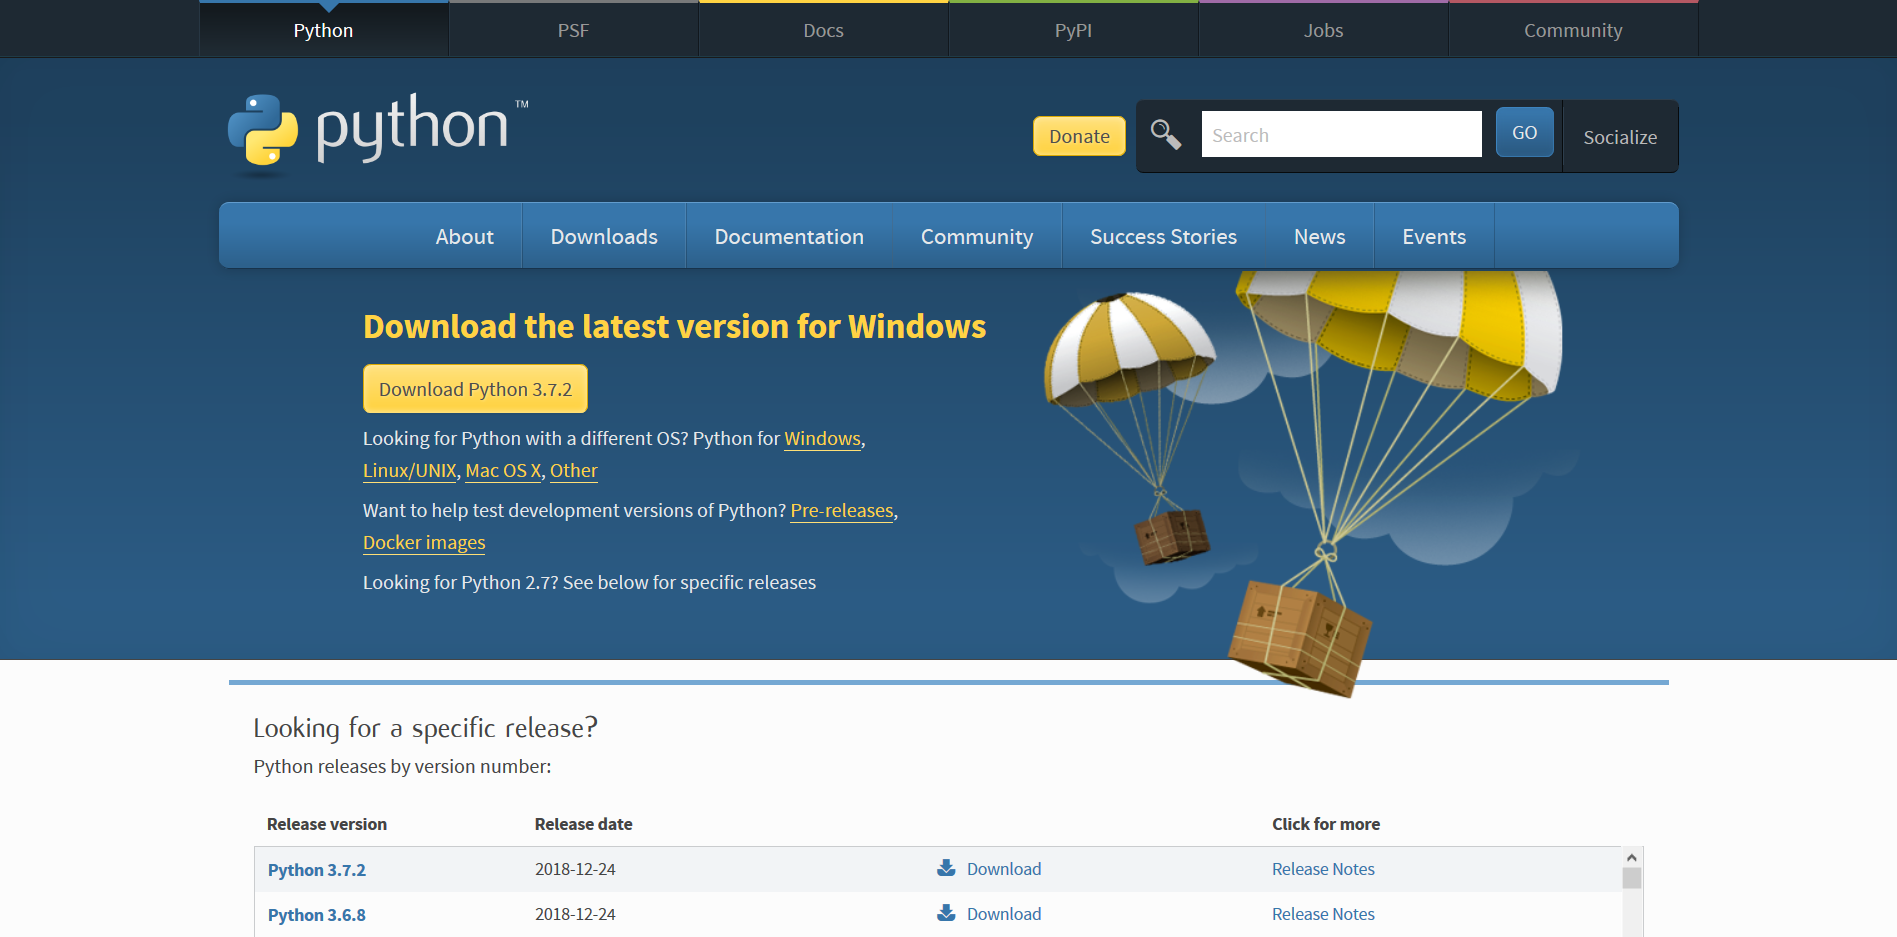 Python PSF Docs PyPI Jobs Community
python™
Donate Search GO Socialize
About Downloads Documentation Community Success Stories News Events
Download the latest version for Windows
Download Python 3.7.2
Looking for Python with a different OS? Python for Windows,
Linux/UNIX, Mac OS X, Other
Want to help test development versions of Python? Pre-releases,
Docker images
Looking for Python 2.7? See below for specific releases
Looking for a specific release?
Python releases by version number:
Release version Release date Click for more
Python 3.7.2 2018-12-24 Download Release Notes
Python 3.6.8 2018-12-24 Download Release Notes